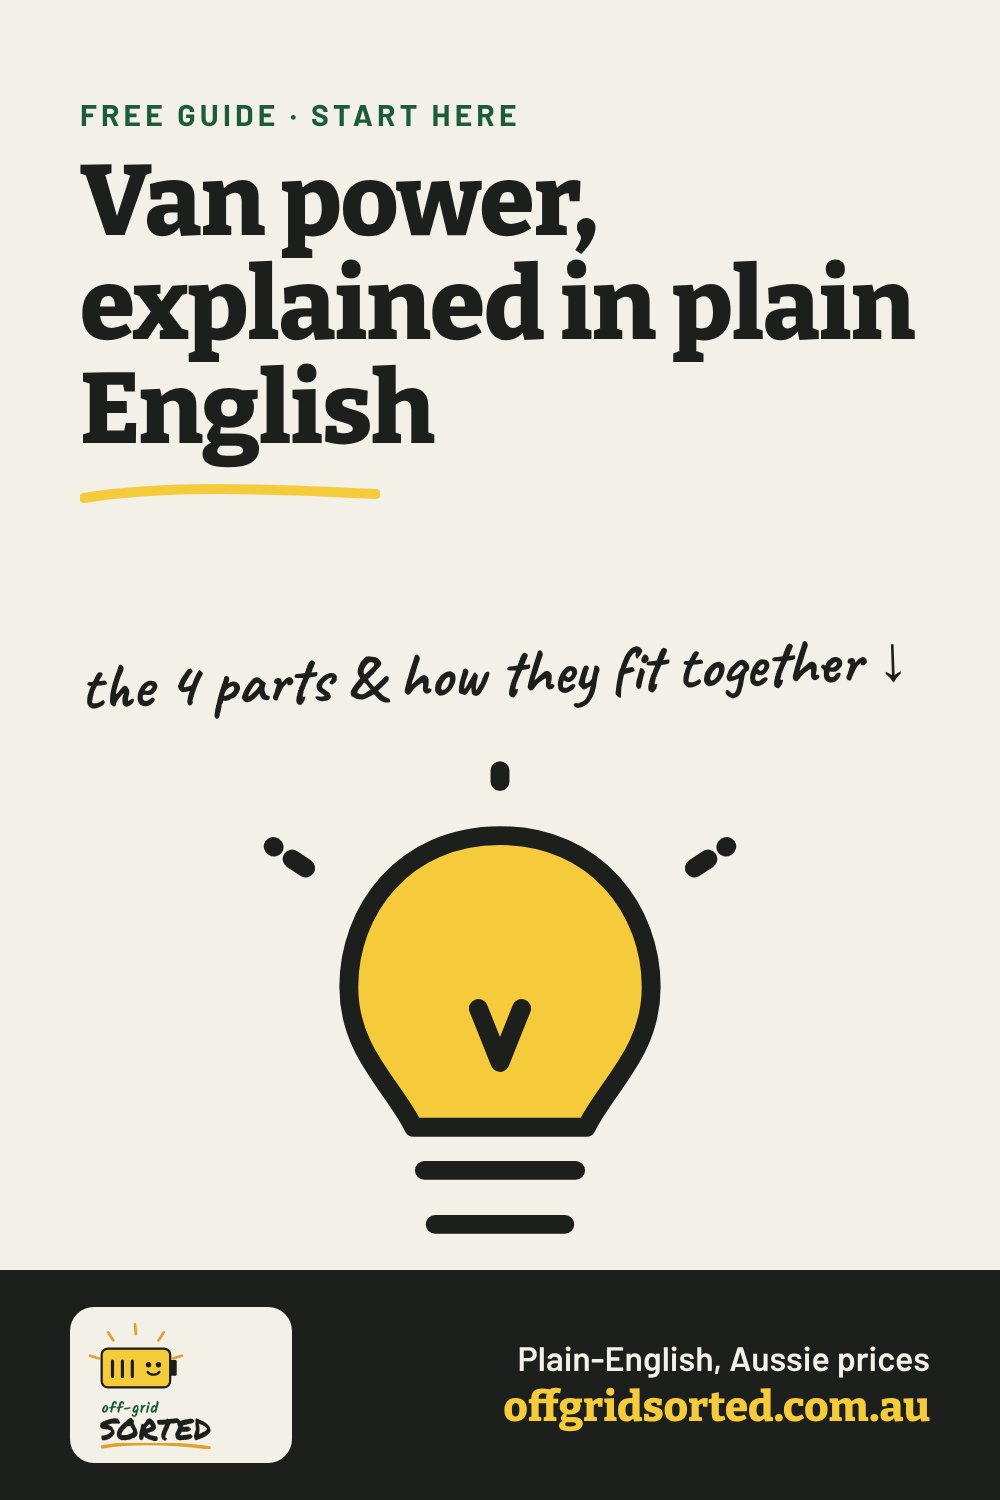 FREE GUIDE · START HERE
Van power,
explained in plain
English
the 4 parts & how they fit together ↓
off-grid
SORTED
Plain-English, Aussie prices
offgridsorted.com.au